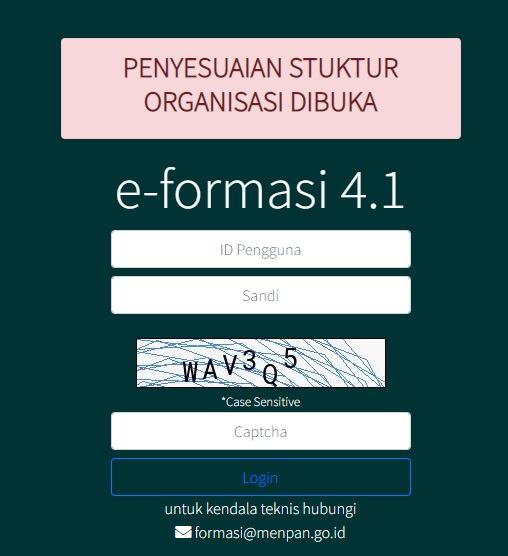 PENYESUAIAN STUKTUR
ORGANISASI DIBUKA
e-formasi 4.1
ID Pengguna
Sandi
WAV3Q5
*Case Sensitive
Captcha
Login
untuk kendala teknis hubungi
formasi@menpan.go.id